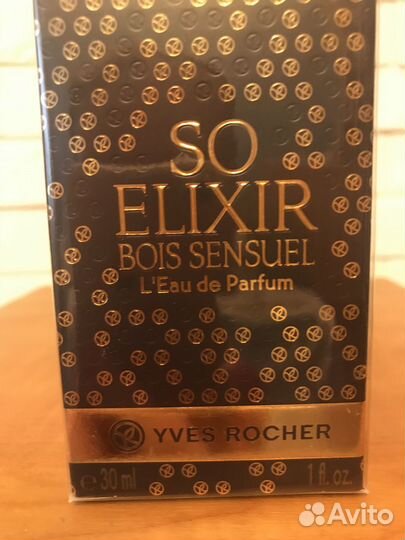 SO
ELIXIR
BOIS SENSUEL
L'Eau de Parfum
YVES ROCHER
e 30 ml 1 fl. oz.
Avito